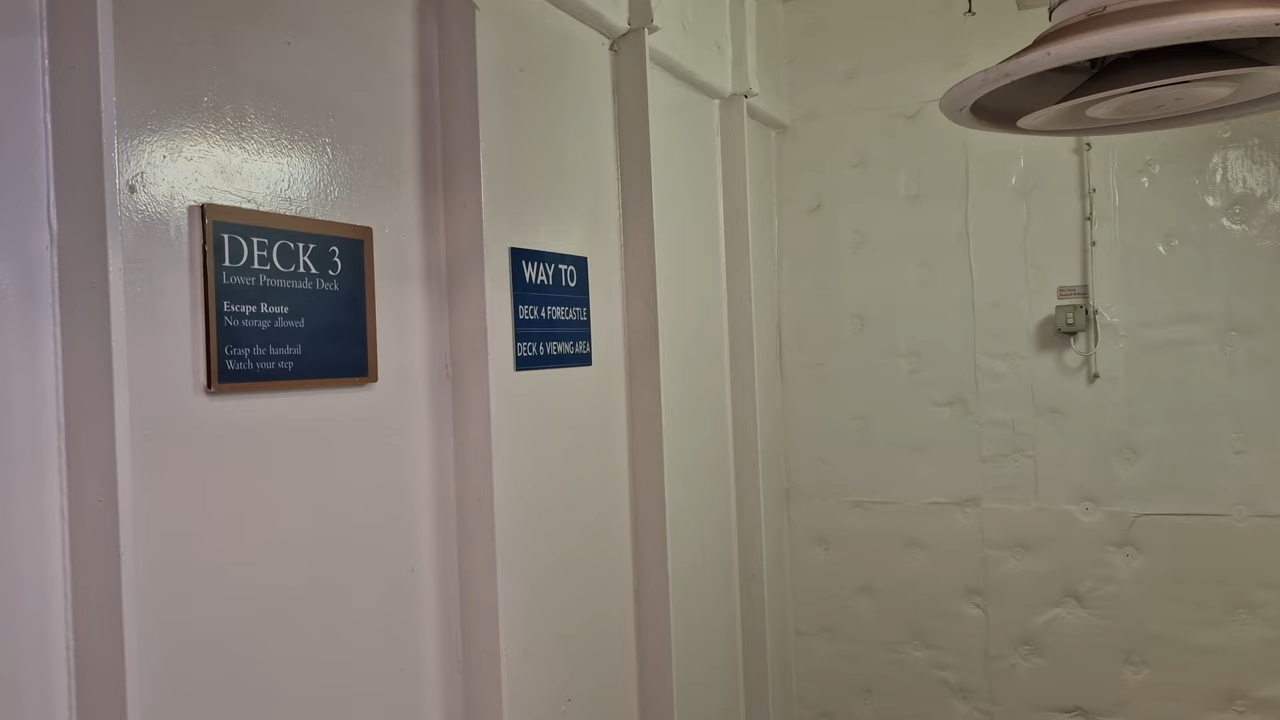 DECK 3
Lower Promenade Deck
Escape Route
No storage allowed
Grasp the handrail
Watch your step
WAY TO
DECK 4 FORECASTLE
DECK 6 VIEWING AREA